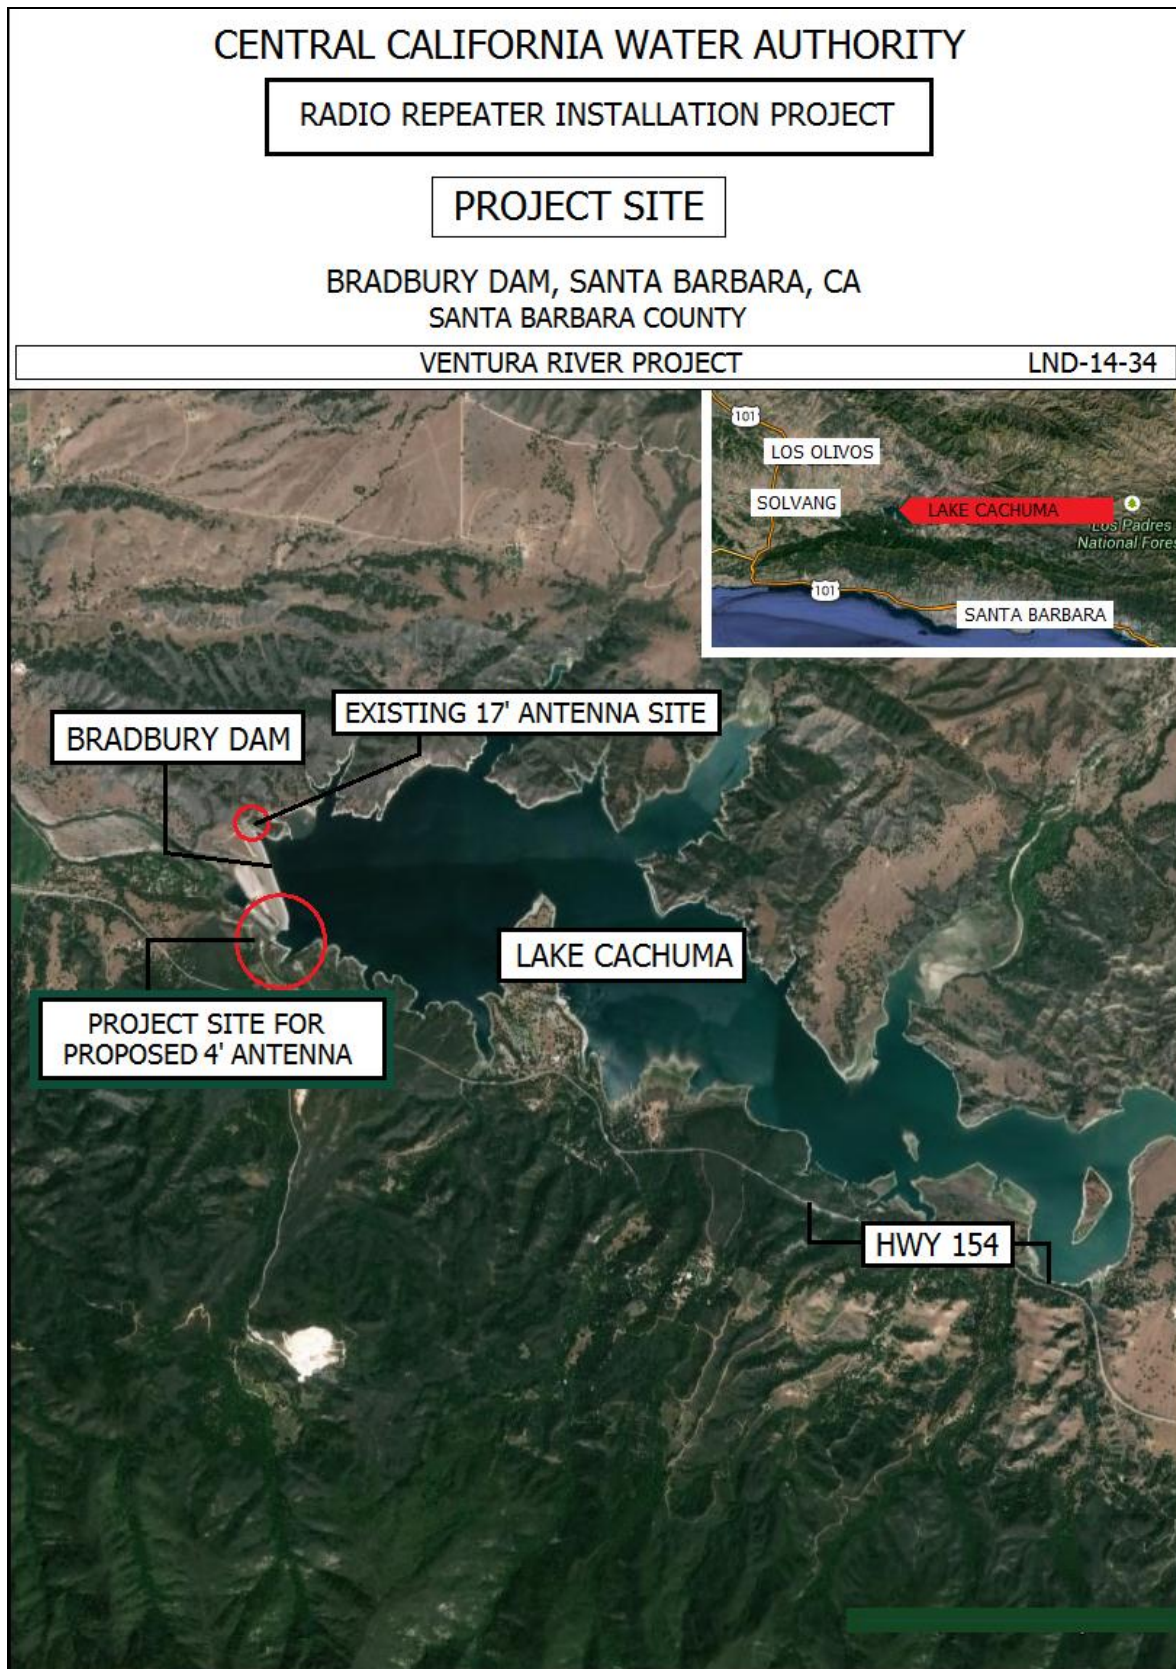 CENTRAL CALIFORNIA WATER AUTHORITY
RADIO REPEATER INSTALLATION PROJECT
PROJECT SITE
BRADBURY DAM, SANTA BARBARA, CA
SANTA BARBARA COUNTY
VENTURA RIVER PROJECT LND-14-34
101
LOS OLIVOS
SOLVANG
LAKE CACHUMA
Los Padres
National Fores
101
SANTA BARBARA
EXISTING 17' ANTENNA SITE
BRADBURY DAM
LAKE CACHUMA
PROJECT SITE FOR
PROPOSED 4' ANTENNA
HWY 154